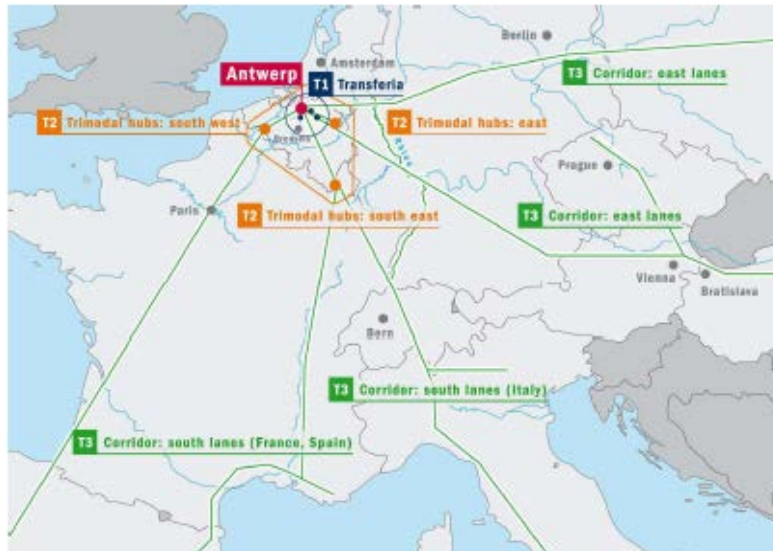 Berlin
Amsterdam
T3 Corridor: east lanes
Antwerp
T1 Transferia
T2 Trimodal hubs: south west
T2 Trimodal hubs: east
Prague
Paris
T2 Trimodal hubs: south east
T3 Corridor: east lanes
Vienna
Bratislava
Bern
T3 Corridor: south lanes (Italy)
T3 Corridor: south lanes (France, Spain)